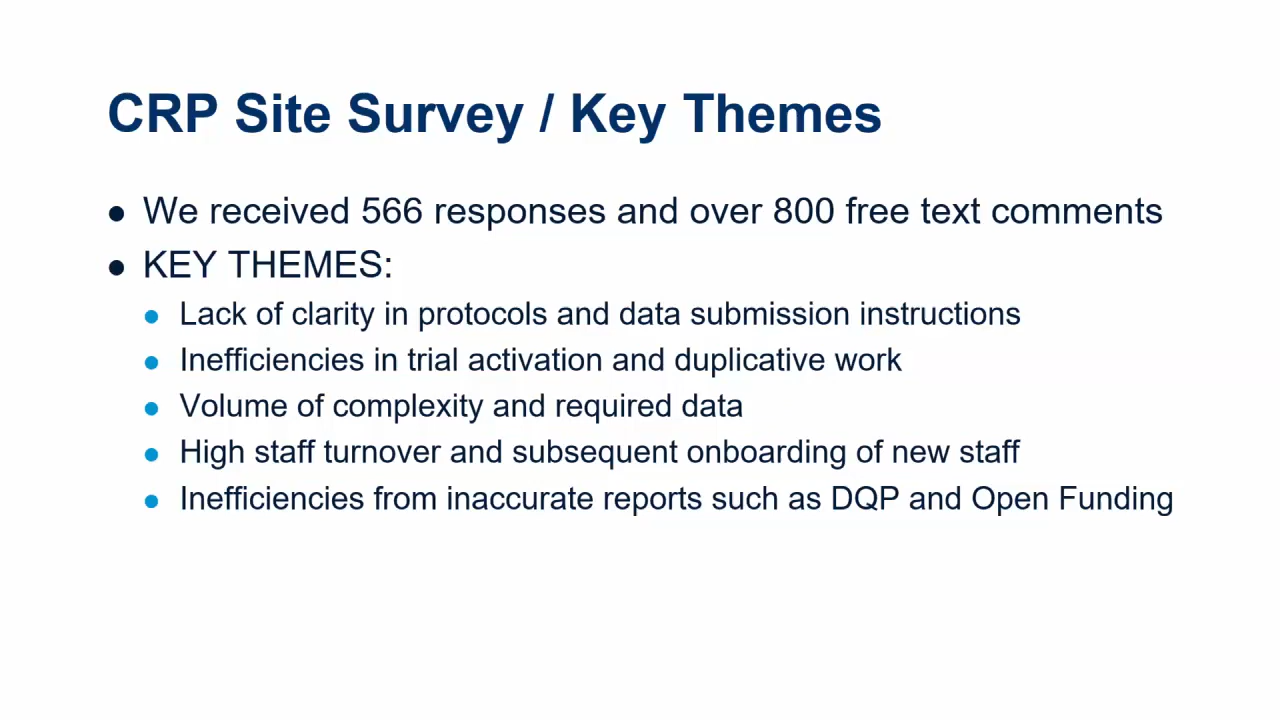 CRP Site Survey / Key Themes
We received 566 responses and over 800 free text comments
KEY THEMES:
Lack of clarity in protocols and data submission instructions
Inefficiencies in trial activation and duplicative work
Volume of complexity and required data
High staff turnover and subsequent onboarding of new staff
Inefficiencies from inaccurate reports such as DQP and Open Funding